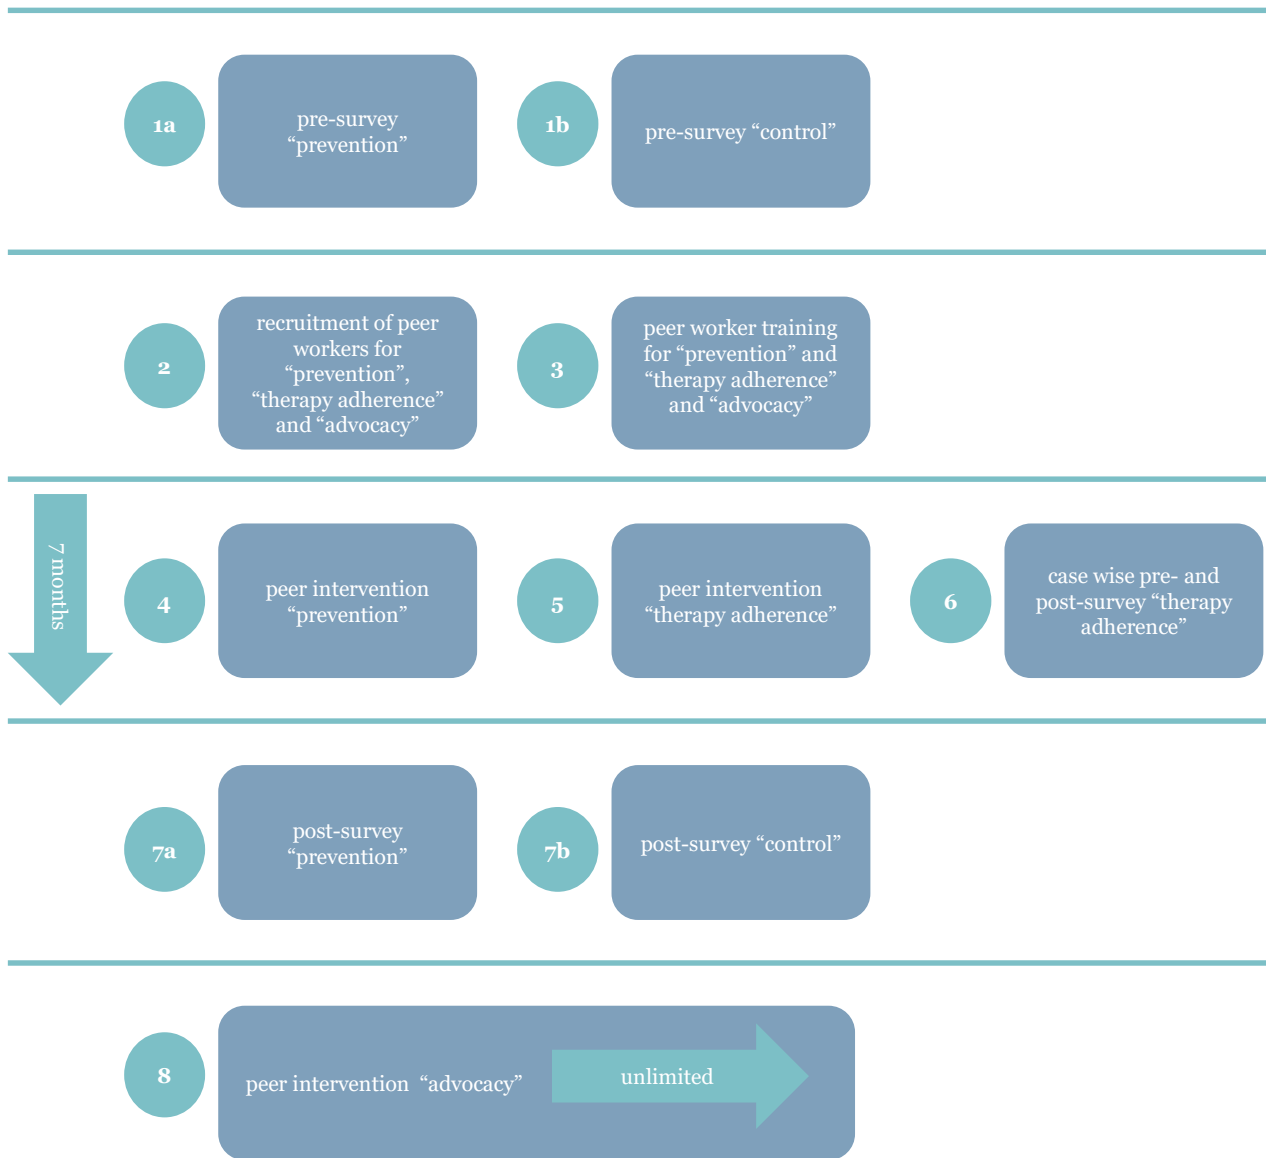 1a
pre-survey
“prevention”
1b
pre-survey “control”
2
recruitment of peer
workers for
“prevention”,
“therapy adherence”
and “advocacy”
3
peer worker training
for “prevention” and
“therapy adherence”
and “advocacy”
7 months
4
peer intervention
“prevention”
5
peer intervention
“therapy adherence”
6
case wise pre- and
post-survey “therapy
adherence”
7a
post-survey
“prevention”
7b
post-survey “control”
8
peer intervention “advocacy”
unlimited